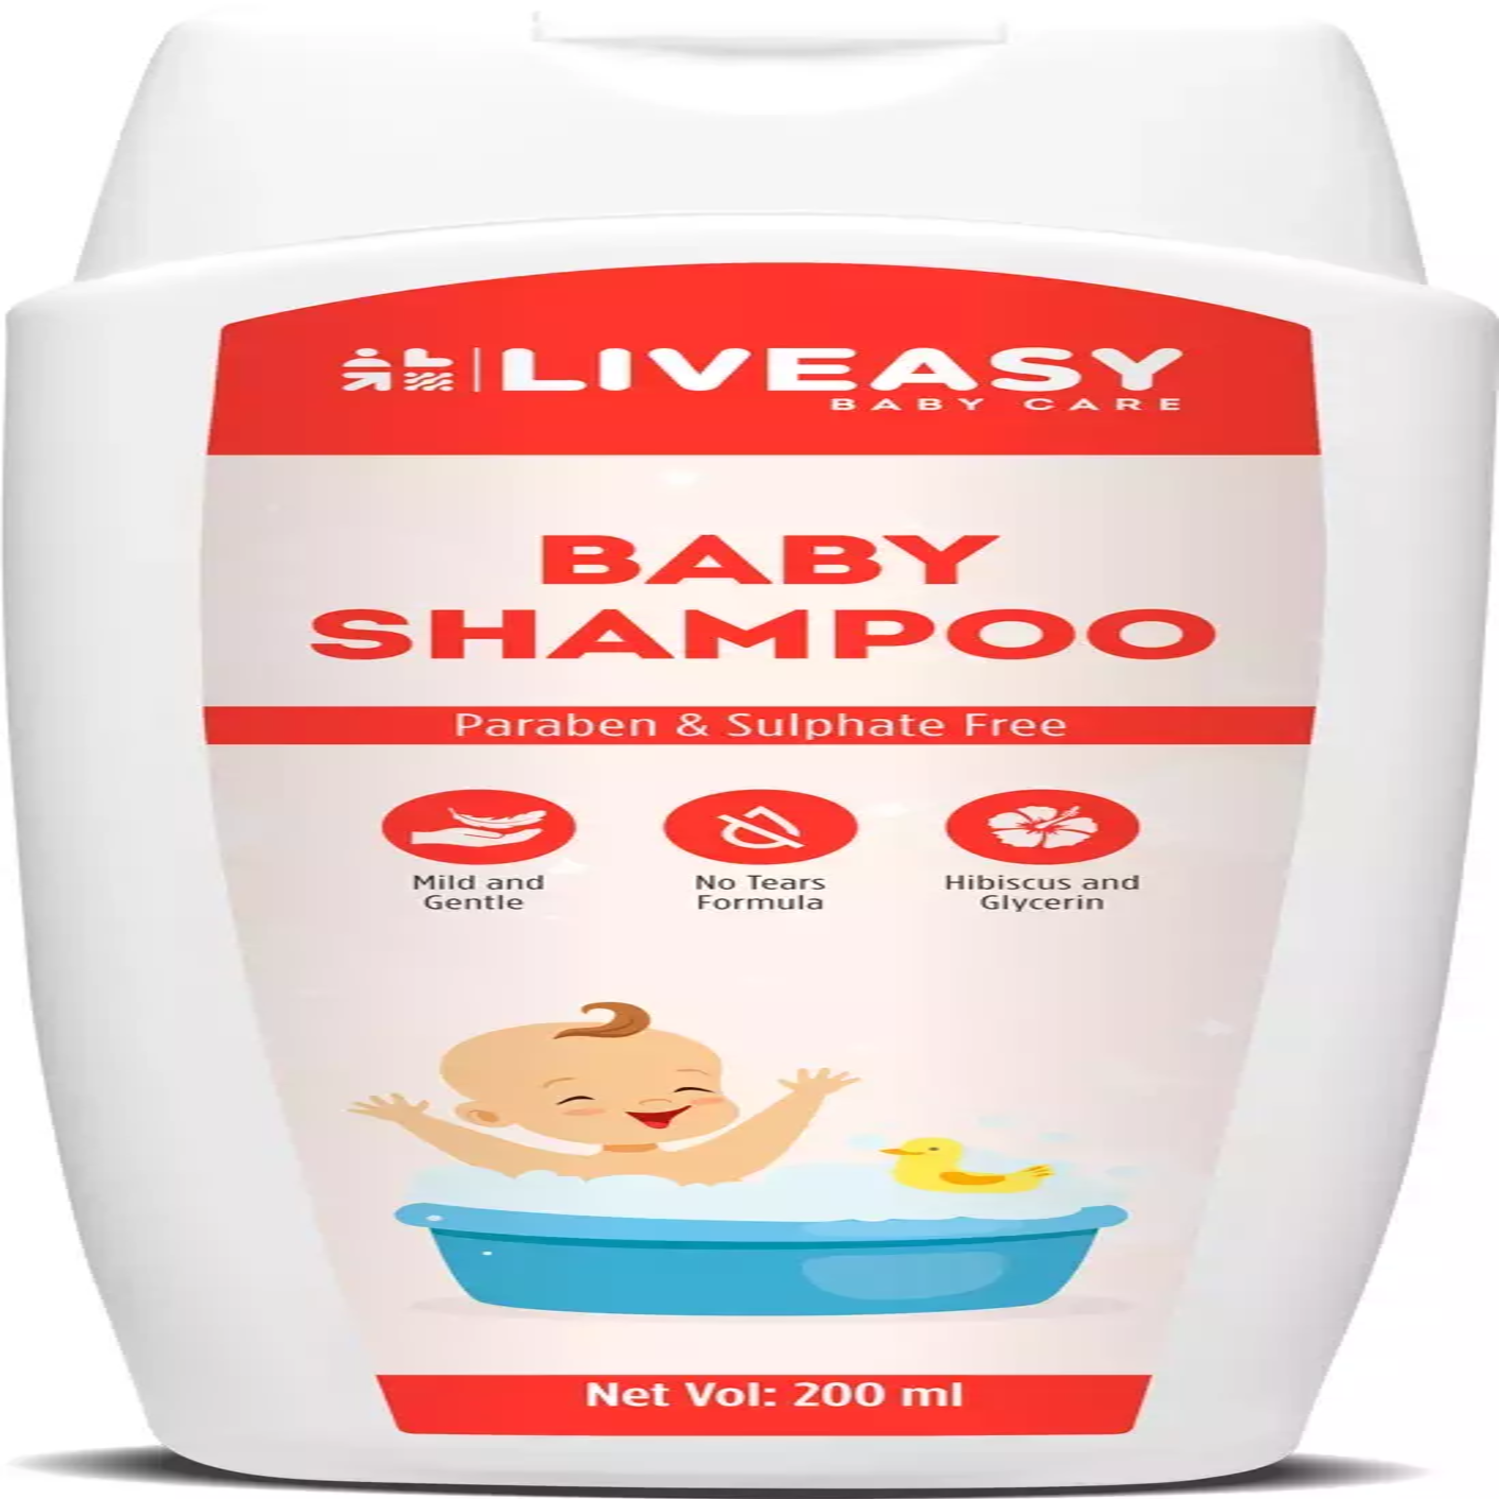 LIVEASY
BABY CARE
BABY
SHAMPOO
Paraben & Sulphate Free
Mild and
Gentle
No Tears
Formula
Hibiscus and
Glycerin
Net Vol: 200 ml